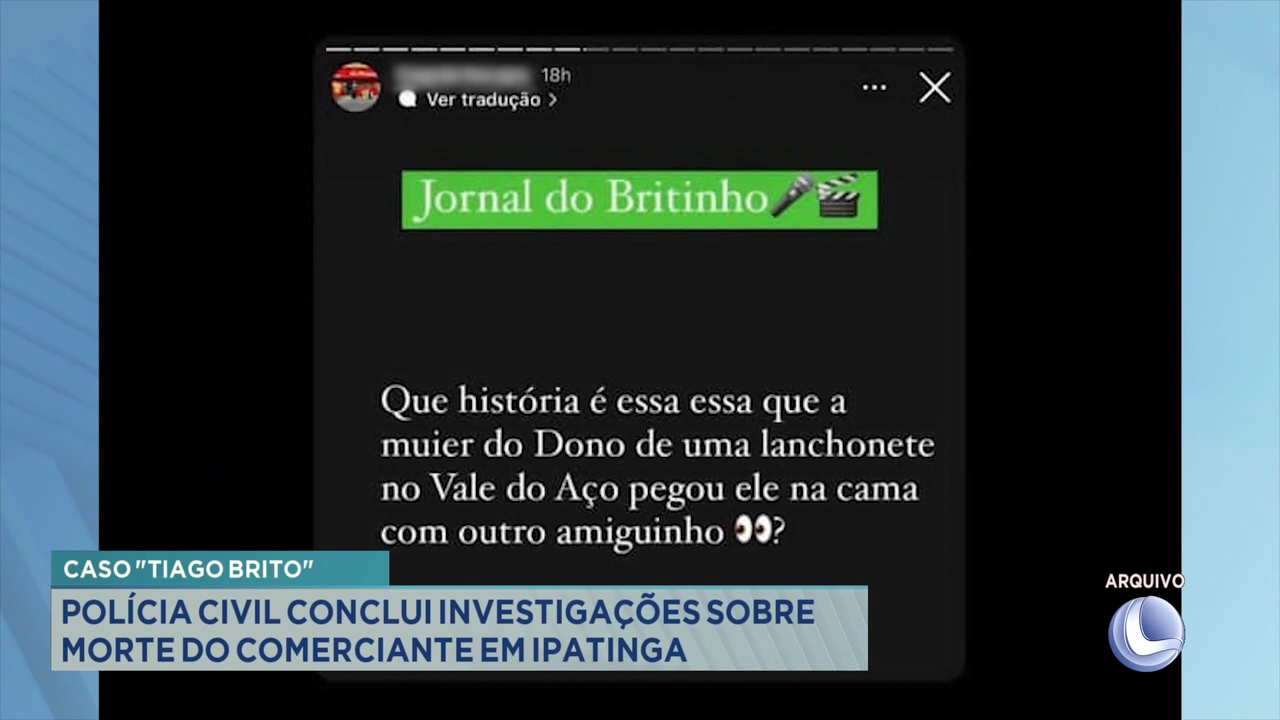 18h
Ver tradução >
Jornal do Britinho🎤🎬
Que história é essa essa que a
muier do Dono de uma lanchonete
no Vale do Aço pegou ele na cama
com outro amiguinho 👀?
CASO "TIAGO BRITO"
POLÍCIA CIVIL CONCLUI INVESTIGAÇÕES SOBRE
MORTE DO COMERCIANTE EM IPATINGA
ARQUIVO